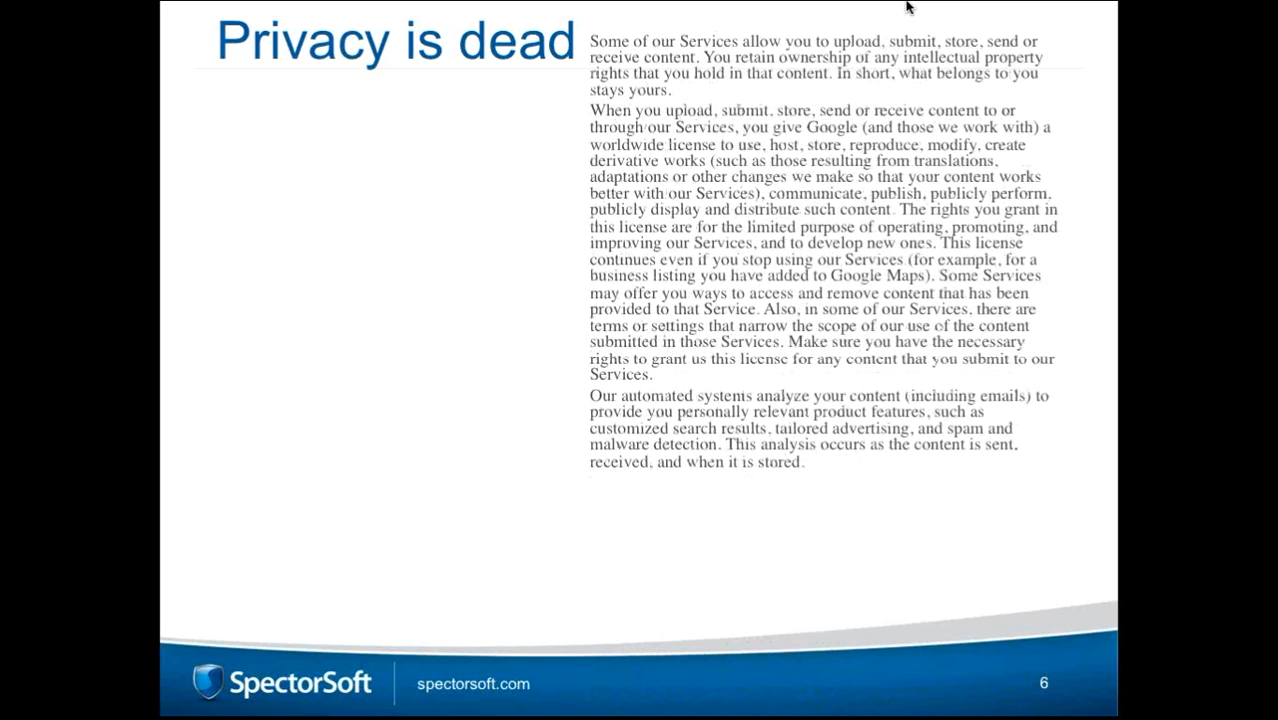 Privacy is dead
Some of our Services allow you to upload, submit, store, send or
receive content. You retain ownership of any intellectual property
rights that you hold in that content. In short, what belongs to you
stays yours.
When you upload, submit, store, send or receive content to or
through our Services, you give Google (and those we work with) a
worldwide license to use, host, store, reproduce, modify, create
derivative works (such as those resulting from translations,
adaptations or other changes we make so that your content works
better with our Services), communicate, publish, publicly perform,
publicly display and distribute such content. The rights you grant in
this license are for the limited purpose of operating, promoting, and
improving our Services, and to develop new ones. This license
continues even if you stop using our Services (for example, for a
business listing you have added to Google Maps). Some Services
may offer you ways to access and remove content that has been
provided to that Service. Also, in some of our Services, there are
terms or settings that narrow the scope of our use of the content
submitted in those Services. Make sure you have the necessary
rights to grant us this license for any content that you submit to our
Services.
Our automated systems analyze your content (including emails) to
provide you personally relevant product features, such as
customized search results, tailored advertising, and spam and
malware detection. This analysis occurs as the content is sent,
received, and when it is stored.
SpectorSoft
spectorsoft.com
6